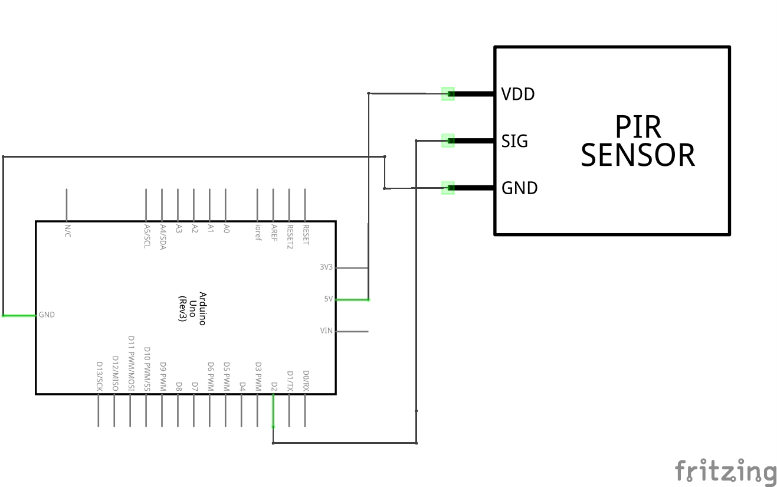 VDD
SIG
GND
PIR
SENSOR
N/C
A5/SCL
A4/SDA
A3
A2
A1
A0
ioref
AREF
RESET2
RESET
3V3
5V
VIN
GND
Arduino
Uno
(Rev3)
D13/SCK
D12/MISO
D11 PWM/MOSI
D10 PWM/SS
D9 PWM
D8
D7
D6 PWM
D5 PWM
D4
D3 PWM
D2
D1/TX
D0/RX
fritzing